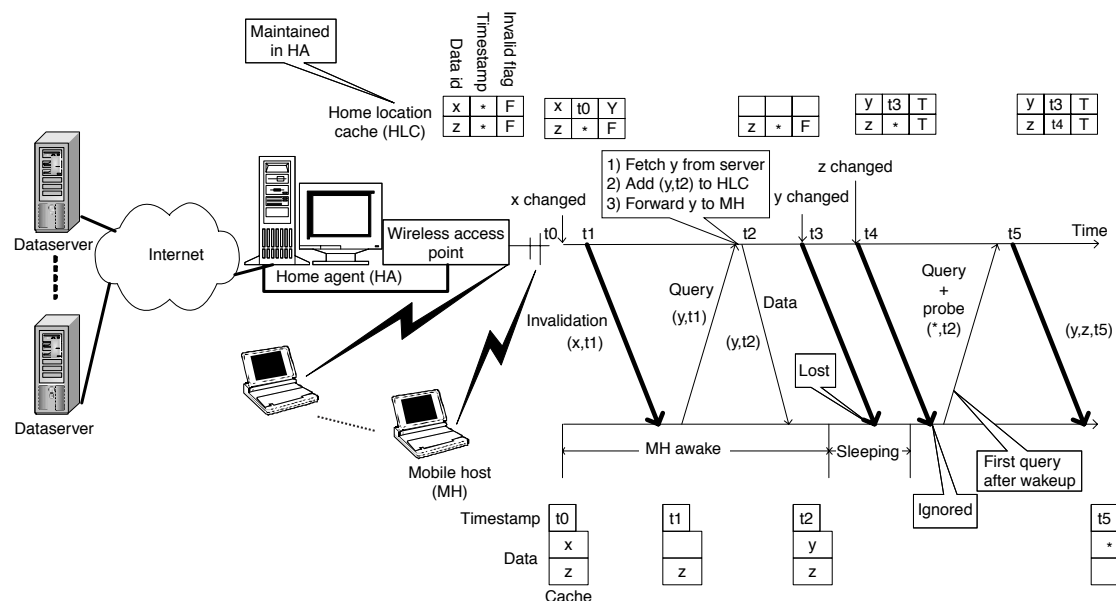 Maintained
in HA
Data id
Timestamp
Invalid flag
Home location
cache (HLC)
x * F
z * F
x t0 Y
z * F
z * F
y t3 T
z * T
y t3 T
z t4 T
1) Fetch y from server
2) Add (y,t2) to HLC
3) Forward y to MH
x changed
y changed
z changed
t0
t1
t2
t3
t4
t5
Time
Dataserver
Internet
Wireless access
point
Home agent (HA)
Invalidation
(x,t1)
Query
(y,t1)
Data
(y,t2)
Query
+
probe
(*,t2)
(y,z,t5)
Lost
Dataserver
Mobile host
(MH)
MH awake
Sleeping
Ignored
First query
after wakeup
Timestamp
t0
t1
t2
t5
Data
x
y
*
z
z
z
Cache